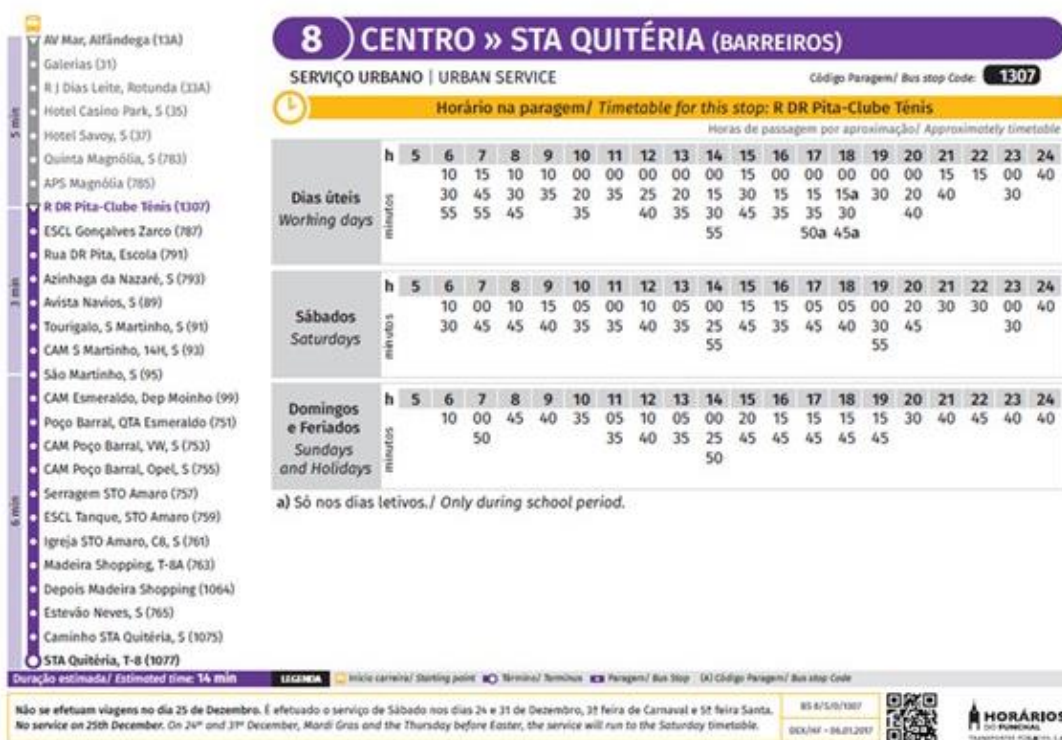 AV Mar, Alfândega (13A)
Galerias (31)
R J Dias Leite, Rotunda (33A)
Hotel Casino Park, S (35)
Hotel Savoy, S (37)
Quinta Magnólia, S (783)
APS Magnólia (785)
R DR Pita-Clube Ténis (1307)
ESCL Gonçalves Zarco (787)
Rua DR Pita, Escola (791)
Azinhaga da Nazaré, S (793)
Avista Navios, S (89)
Tourigalo, S Martinho, S (91)
CAM S Martinho, 14H, S (93)
São Martinho, S (95)
CAM Esmeraldo, Dep Moinho (99)
Poço Barral, QTA Esmeraldo (751)
CAM Poço Barral, VW, S (753)
CAM Poço Barral, Opel, S (755)
Serragem STO Amaro (757)
ESCL Tanque, STO Amaro (759)
Igreja STO Amaro, C8, S (761)
Madeira Shopping, T-8A (763)
Depois Madeira Shopping (1064)
Estevão Neves, S (765)
Caminho STA Quitéria, S (1075)
STA Quitéria, T-8 (1077)
5 min
3 min
6 min
Duração estimada/ Estimated time: 14 min
8 CENTRO » STA QUITÉRIA (BARREIROS)
SERVIÇO URBANO | URBAN SERVICE
Código Paragem/ Bus stop Code: 1307
Horário na paragem/ Timetable for this stop: R DR Pita-Clube Ténis
Horas de passagem por aproximação/ Approximately timetable
Dias úteis
Working days
minutos
h 5 6 7 8 9 10 11 12 13 14 15 16 17 18 19 20 21 22 23 24
10 15 10 10 00 00 00 00 00 15 00 00 00 00 00 15 15 00 40
30 45 30 35 20 35 25 20 15 30 15 15 15a 30 20 40 30
55 55 45 35 40 35 30 45 35 35 30 40
55 50a 45a
Sábados
Saturdays
minutos
h 5 6 7 8 9 10 11 12 13 14 15 16 17 18 19 20 21 22 23 24
10 00 10 15 05 00 10 05 00 15 15 05 05 00 20 30 30 00 40
30 45 45 40 35 35 40 35 25 45 35 45 40 30 45 30
55 55
Domingos
e Feriados
Sundays
and Holidays
minutos
h 5 6 7 8 9 10 11 12 13 14 15 16 17 18 19 20 21 22 23 24
10 00 45 40 35 05 10 05 00 20 15 15 15 15 30 40 45 40 40
50 35 40 35 25 45 45 45 45 45
50
a) Só nos dias letivos./ Only during school period.
LEGENDA Início carreira/ Starting point Término/ Terminus Paragem/ Bus Stop (A) Código Paragem/ Bus stop Code
Não se efetuam viagens no dia 25 de Dezembro. É efetuado o serviço de Sábado nos dias 24 e 31 de Dezembro, 3ª feira de Carnaval e 5ª feira Santa.
No service on 25th December. On 24th and 31st December, Mardi Gras and the Thursday before Easter, the service will run to the Saturday timetable.
HORÁRIOS
DO FUNCHAL